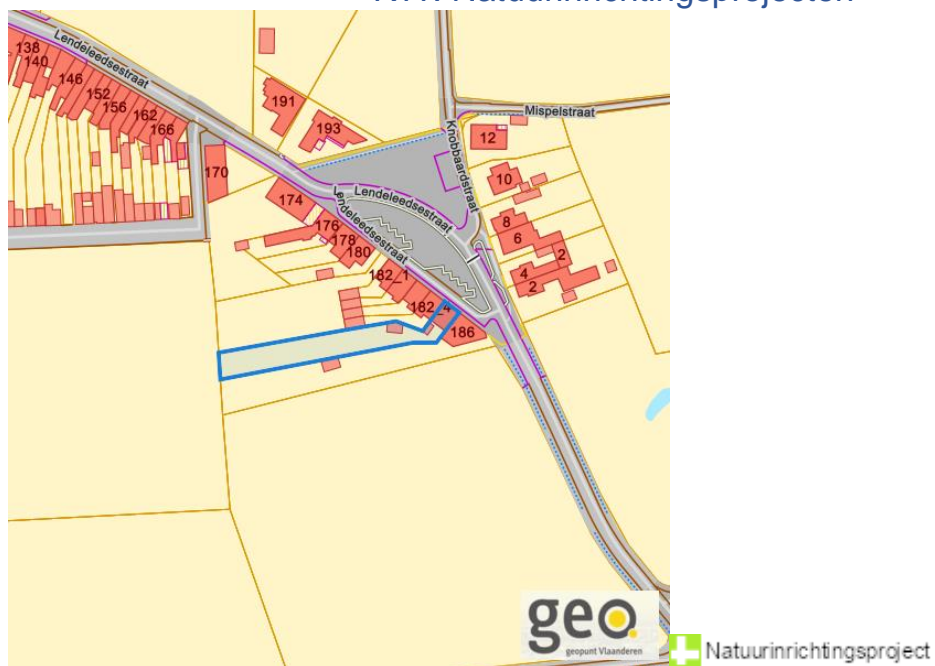 Natuurinrichtingsprojecten
138
140
146
152
156
162
166
170
Lendeleedsestraat
191
193
Mispelstraat
Knobbaardstraat
12
10
8
6
2
4
2
174
176
178
180
Lendeleedsestraat
Lendeleedsestraat
182_1
182_4
186
geo.
geopunt Vlaanderen
Natuurinrichtingsproject